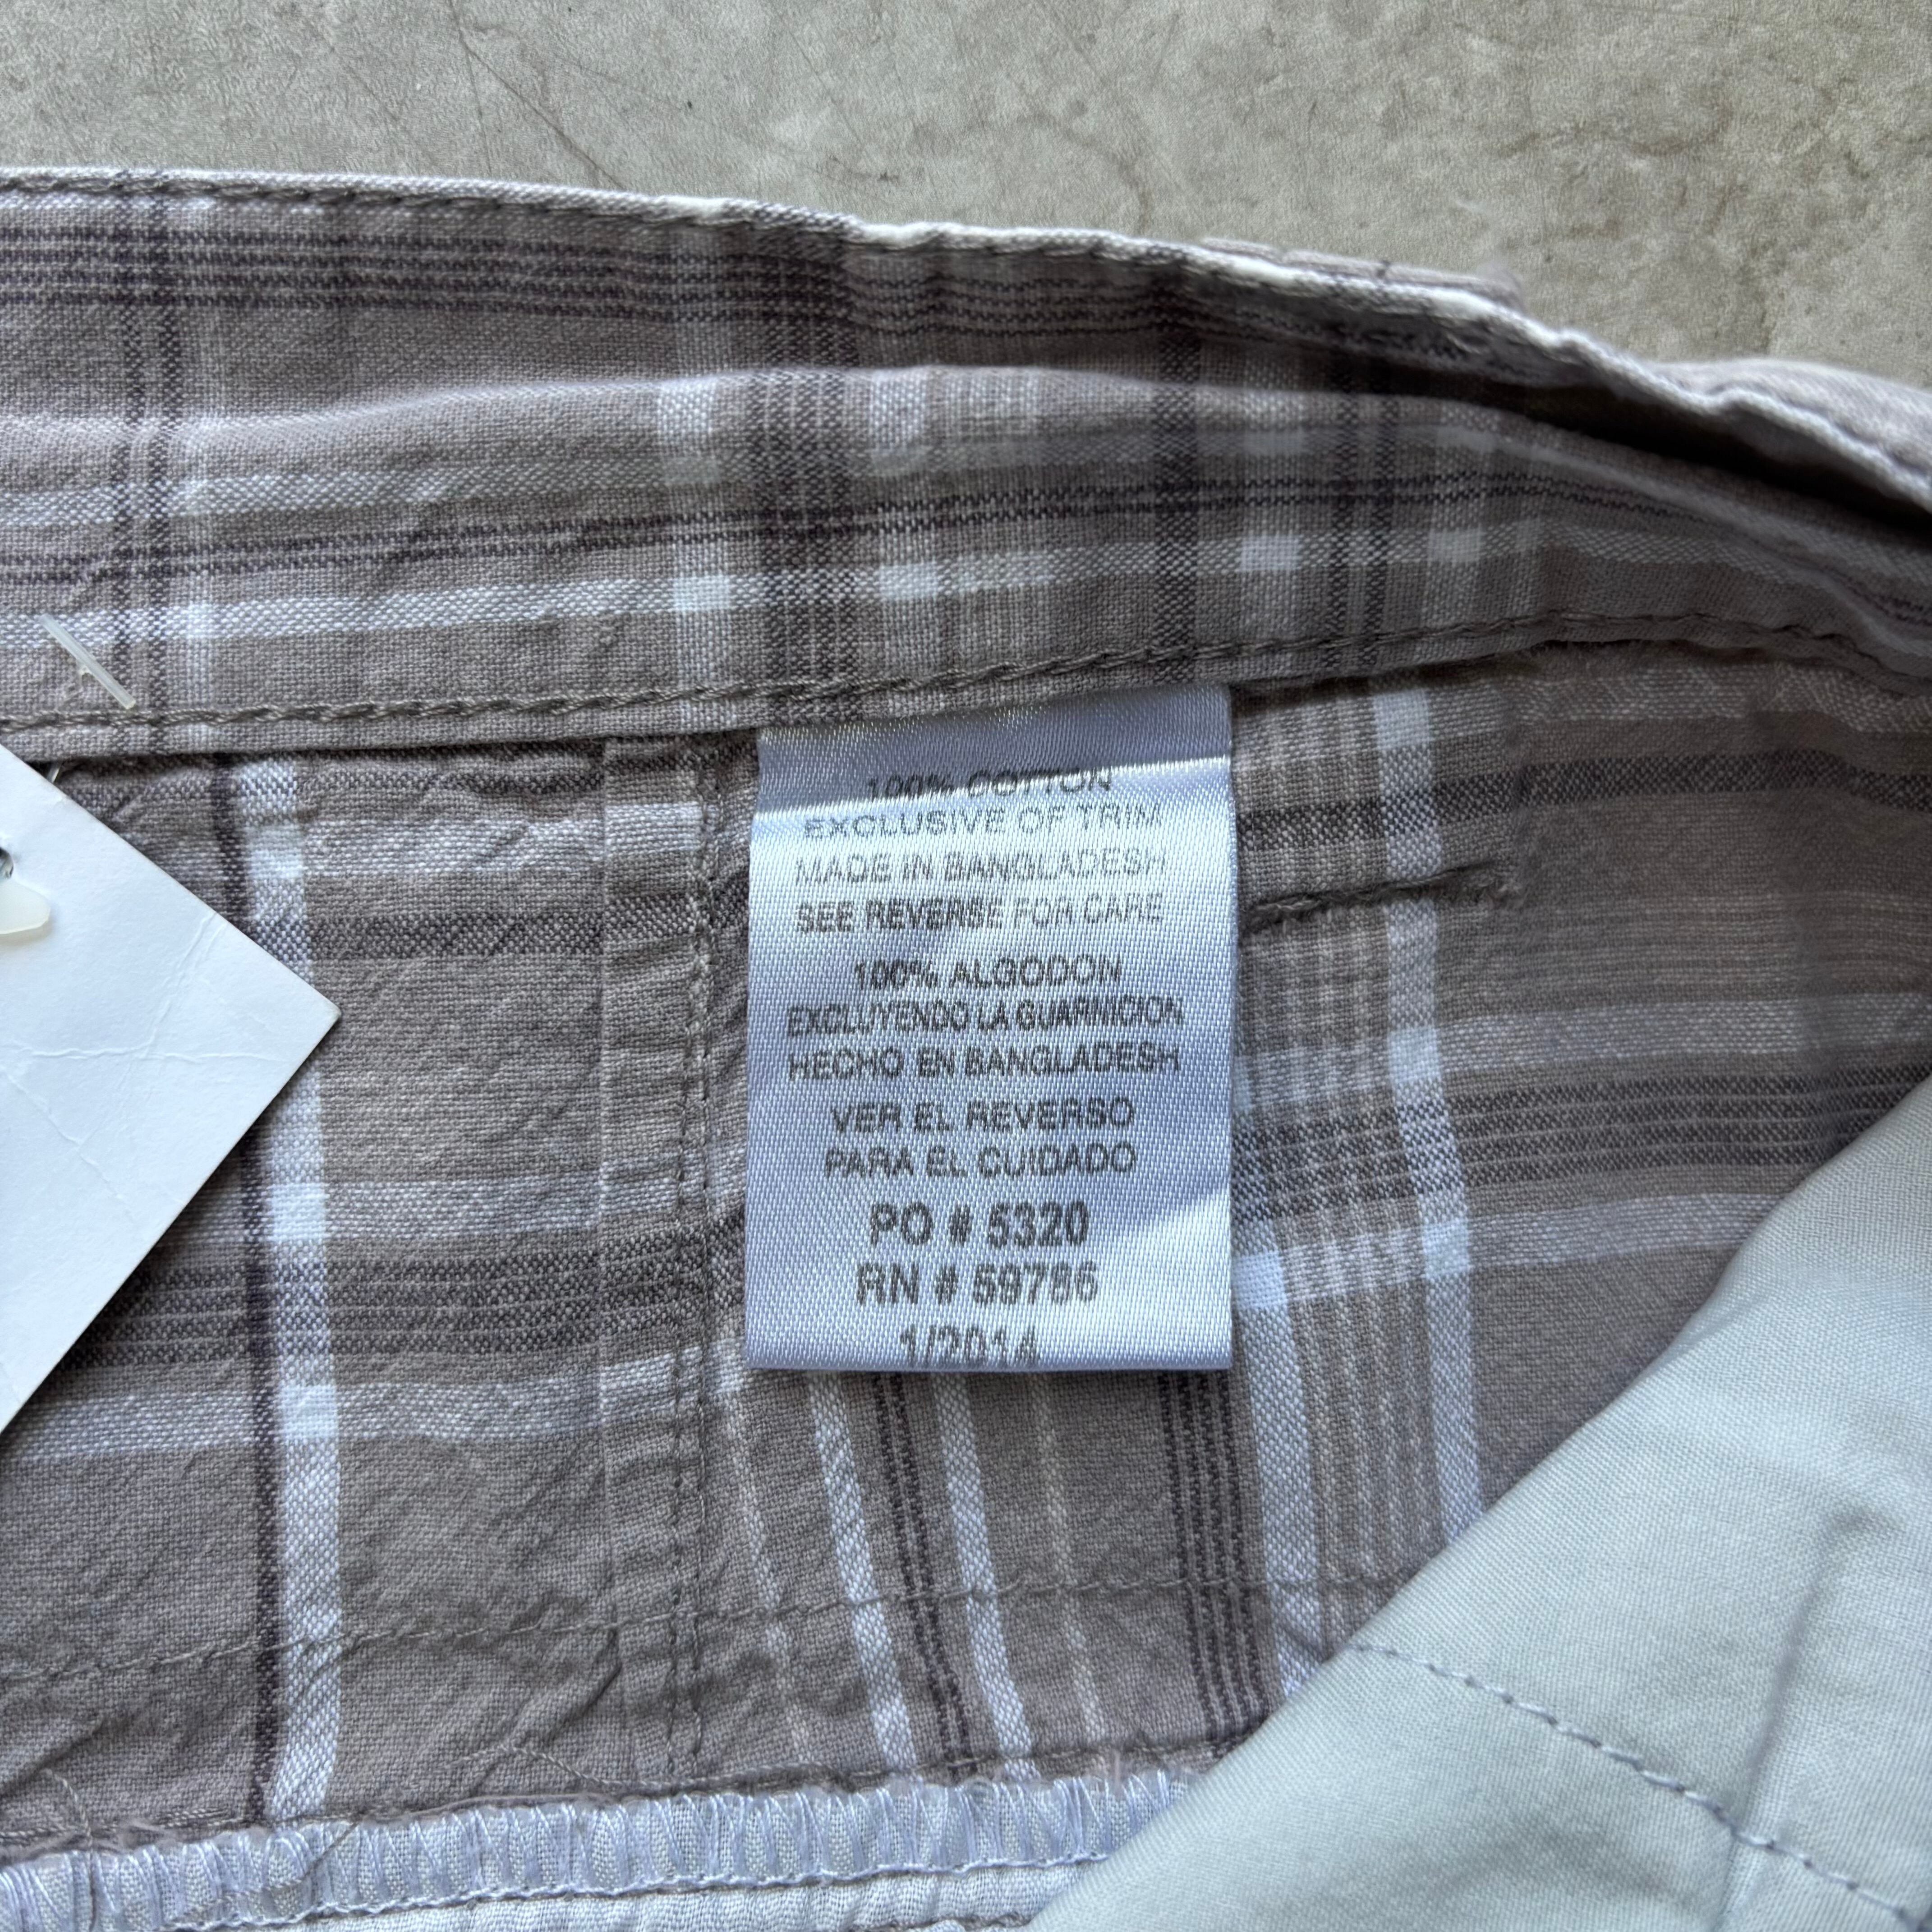 100% COTTON
EXCLUSIVE OF TRIM
MADE IN BANGLADESH
SEE REVERSE FOR CARE
100% ALGODON
EXCLUYENDO LA GUARNICION
HECHO EN BANGLADESH
VER EL REVERSO
PARA EL CUIDADO
PO # 5320
RN # 59786
1/2014